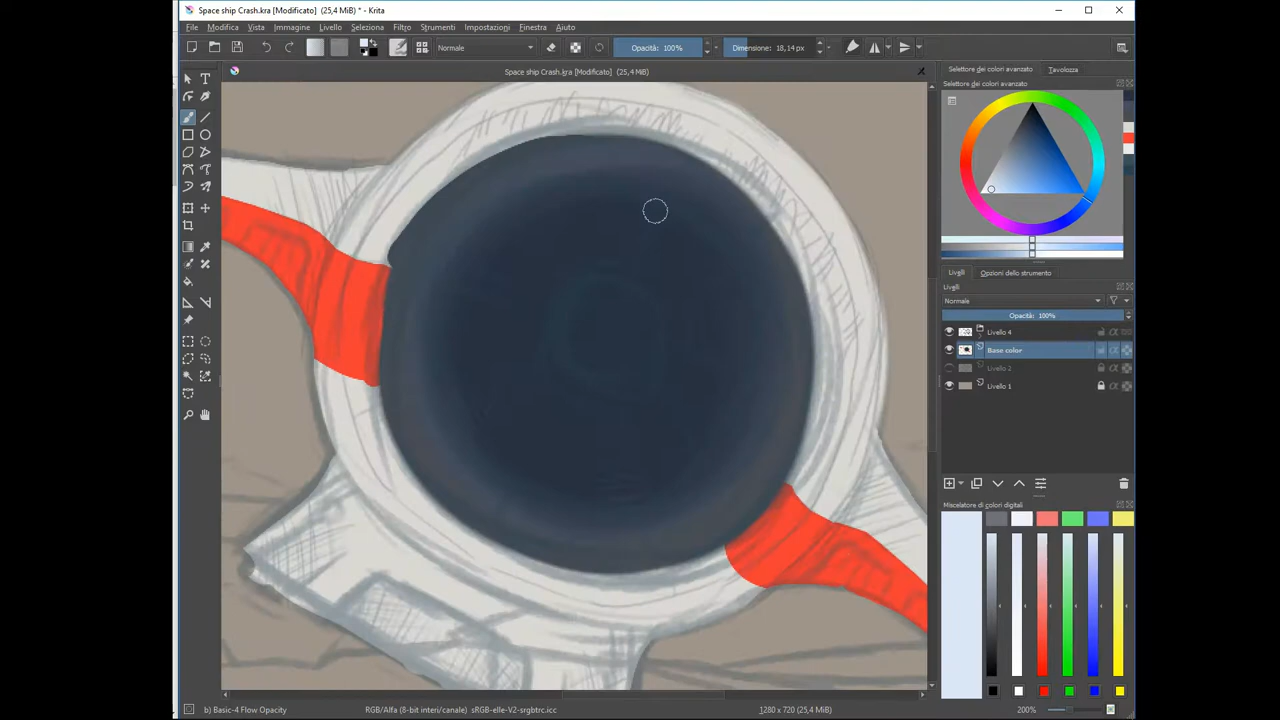 Space ship Crash.kra [Modificato] (25,4 MiB) * - Krita
File Modifica Vista Immagine Livello Seleziona Filtro Strumenti Impostazioni Finestra Aiuto
Normale Opacità: 100% Dimensione: 18,14 px
Space ship Crash.kra [Modificato] (25,4 MiB)
Selettore dei colori avanzato Tavolozza
Selettore dei colori avanzato
Livelli Opzioni dello strumento
Livelli
Normale
Opacità: 100%
Livello 4
Base color
Livello 2
Livello 1
Miscelatore di colori digitali
b) Basic-4 Flow Opacity RGB/Alfa (8-bit interi/canale) sRGB-elle-V2-srgbtrc.icc 1280 x 720 (25,4 MiB) 200%